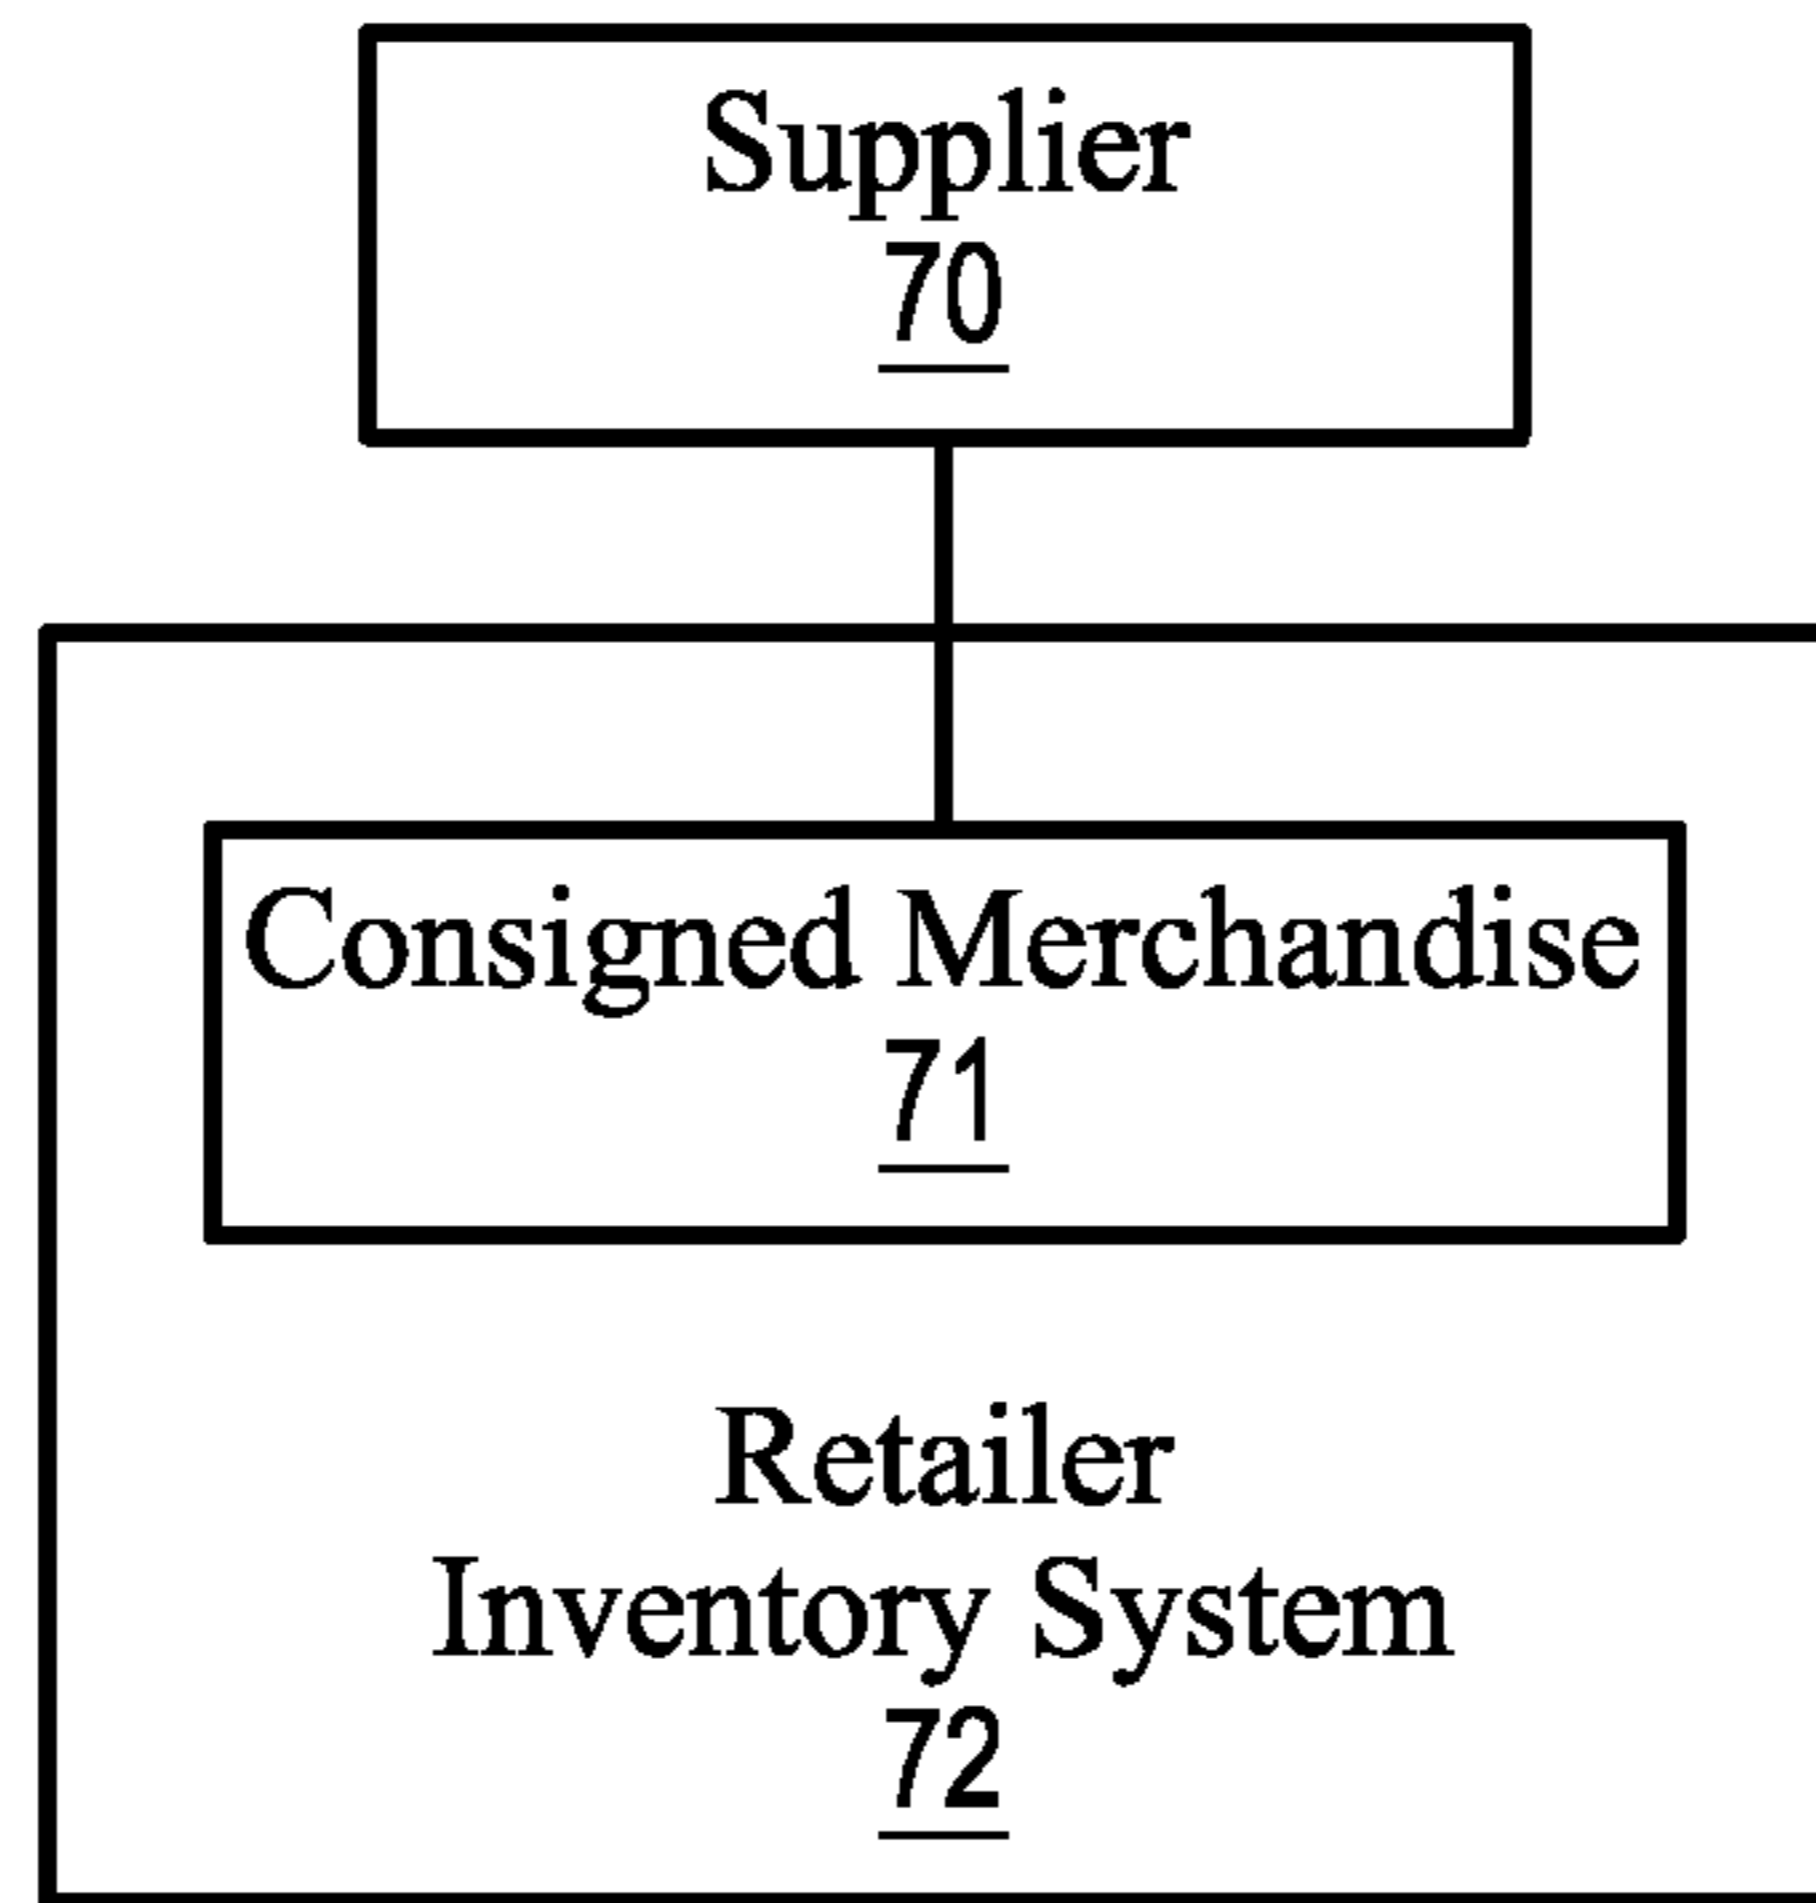 Supplier
70
Consigned Merchandise
71
Retailer
Inventory System
72